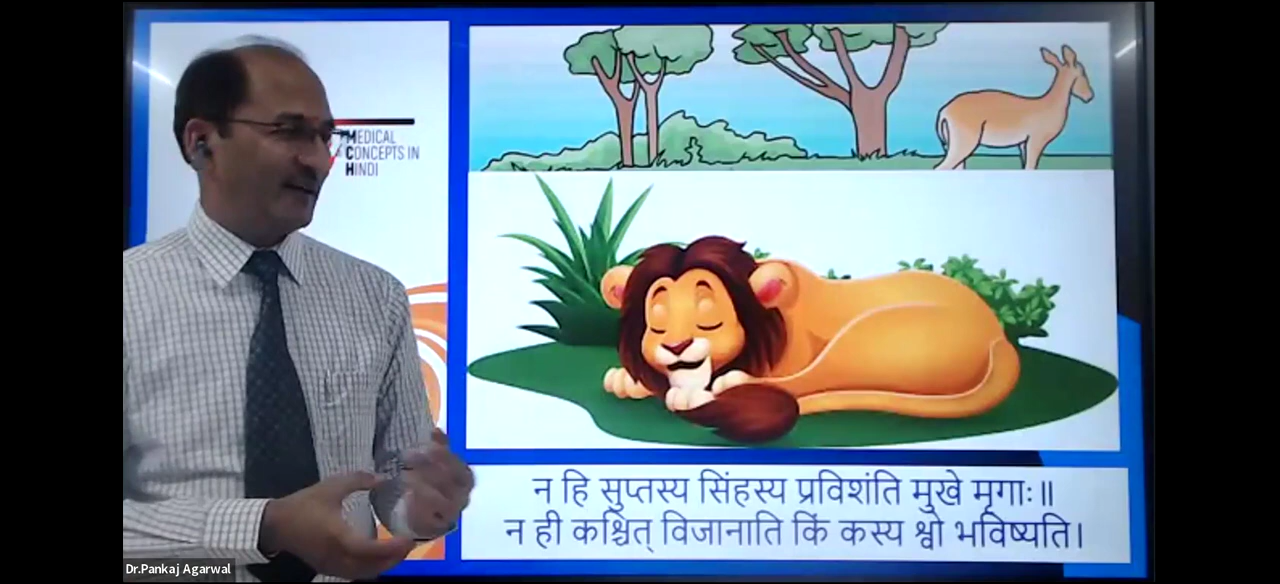 MEDICAL
CONCEPTS IN
HINDI
न हि सुप्तस्य सिंहस्य प्रविशंति मुखे मृगाः॥
न ही कश्चित् विजानाति किं कस्य श्वो भविष्यति।
Dr.Pankaj Agarwal